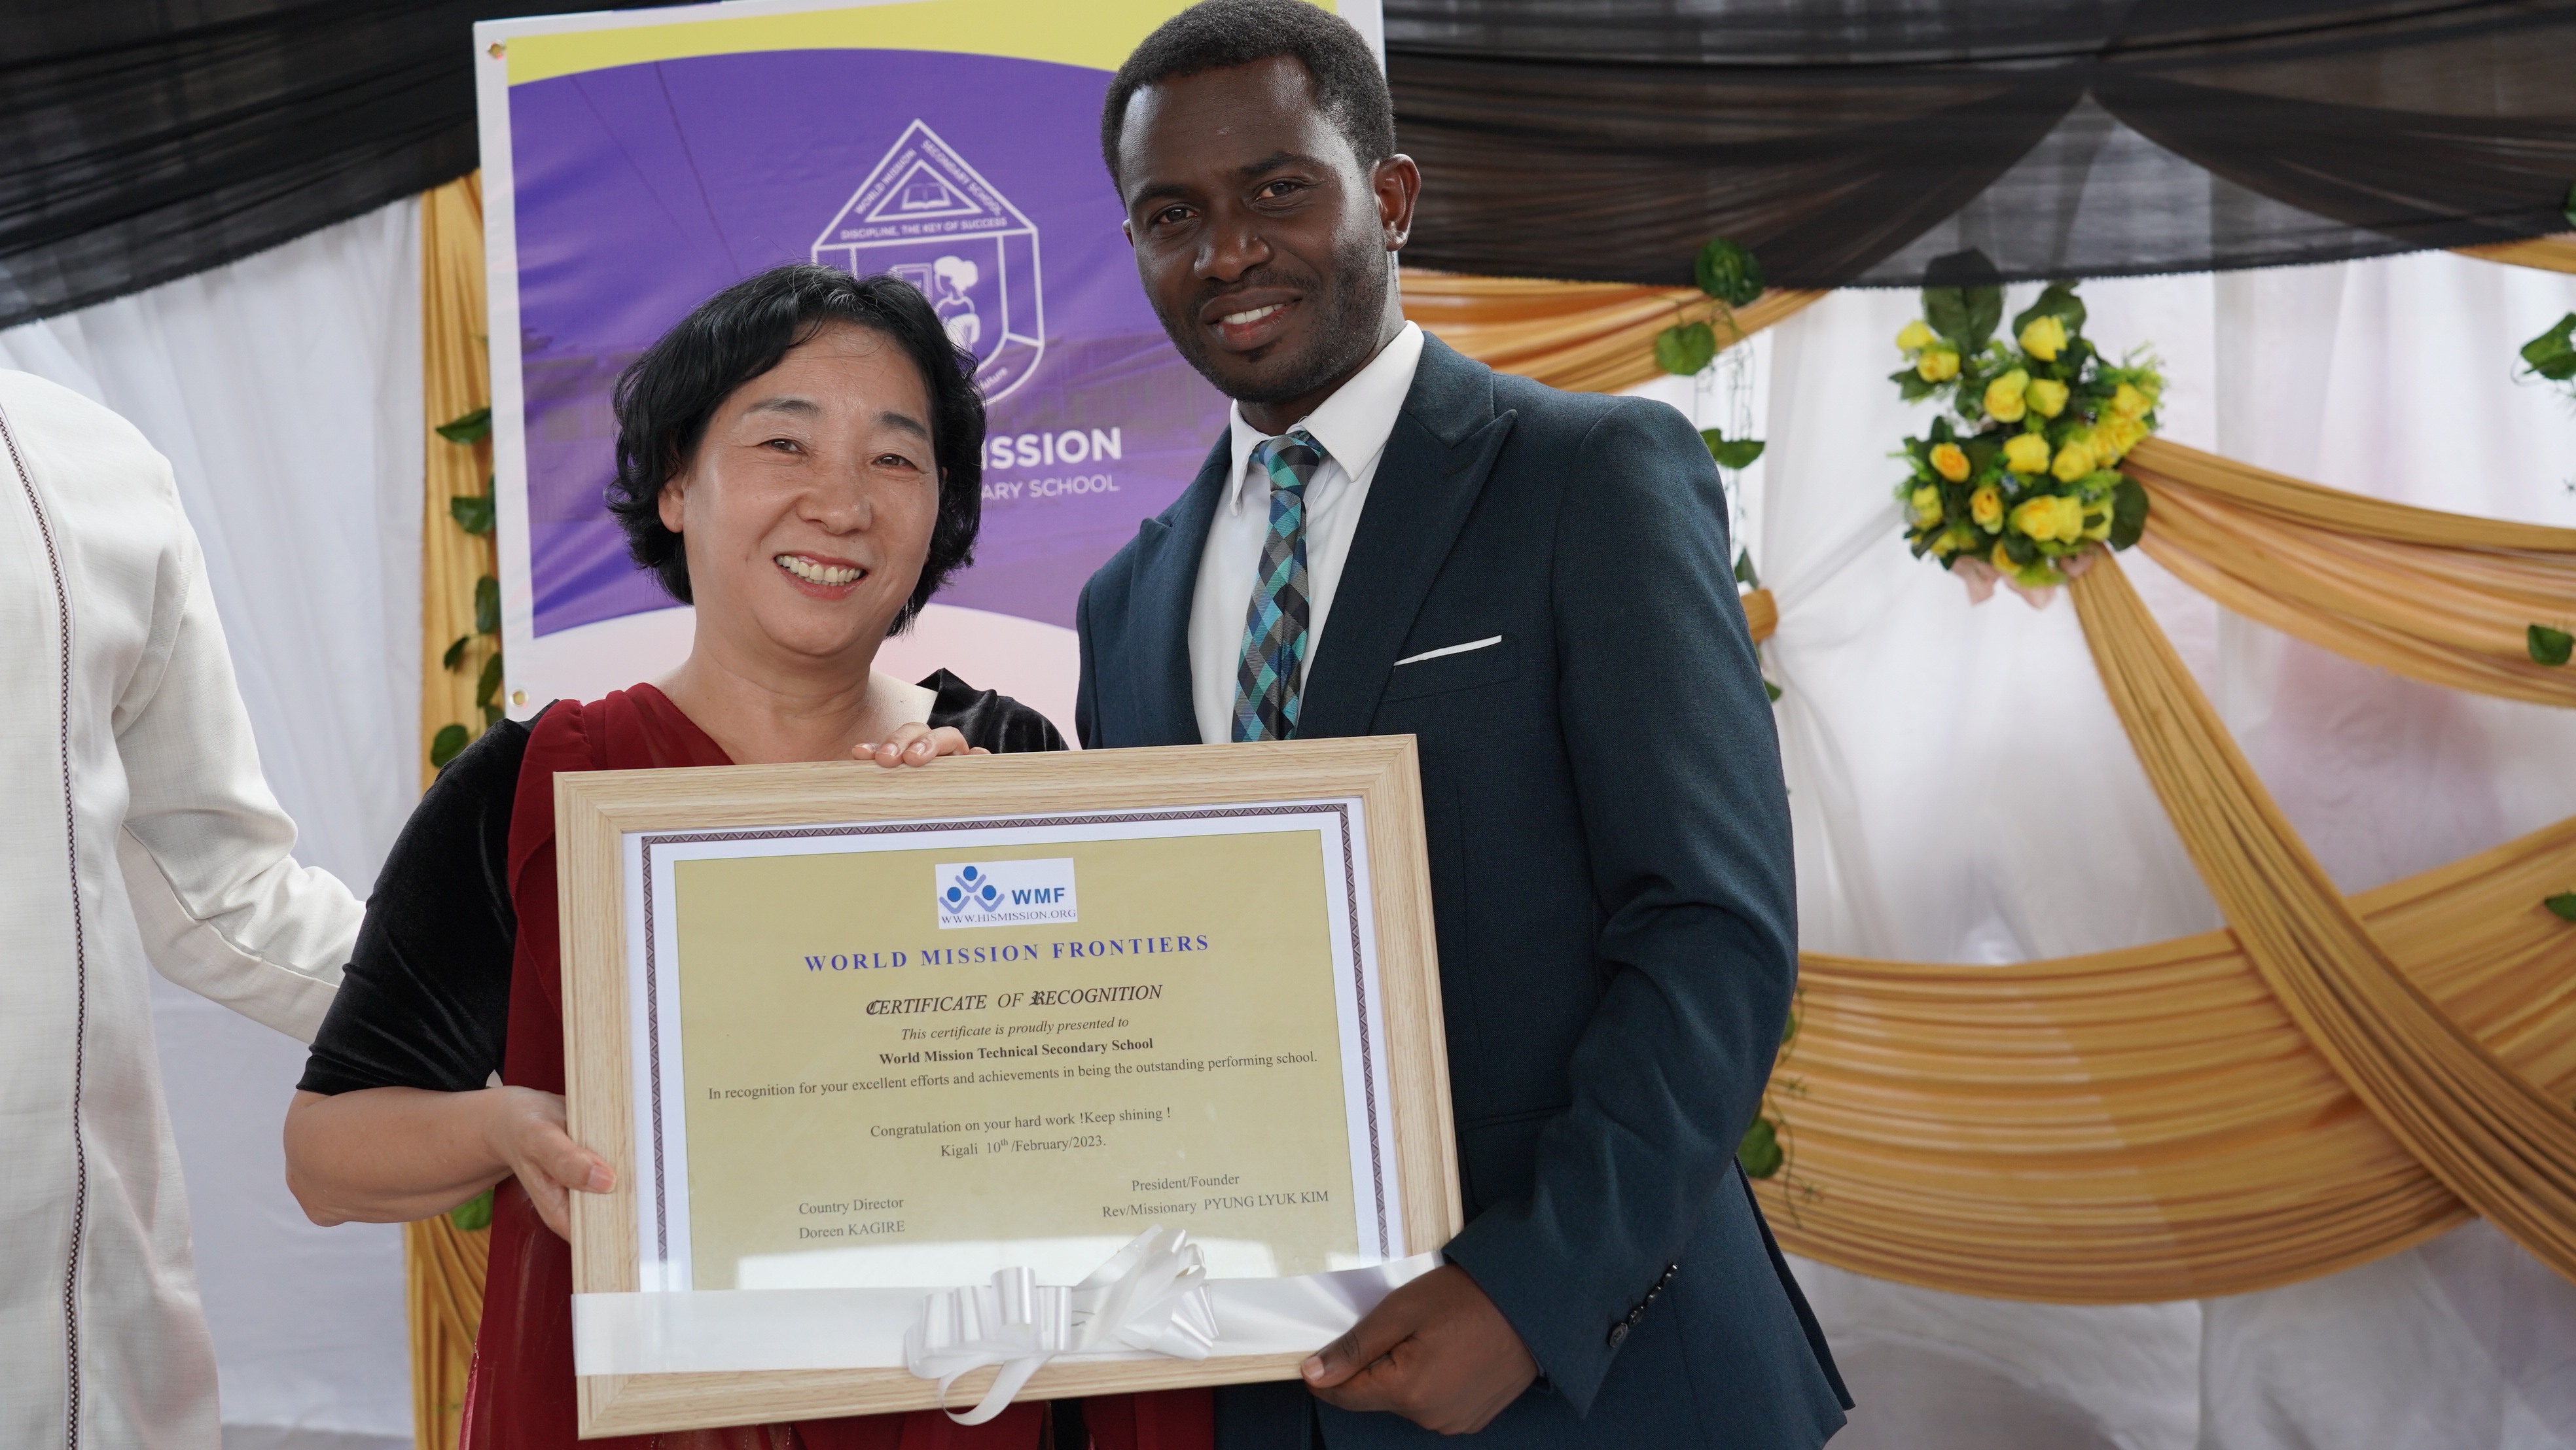 WORLD MISSION SECONDARY SCHOOL
DISCIPLINE, THE KEY OF SUCCESS
future
ISSION
ARY SCHOOL
WMF
WWW.HISMISSION.ORG
WORLD MISSION FRONTIERS
CERTIFICATE OF RECOGNITION
This certificate is proudly presented to
World Mission Technical Secondary School
In recognition for your excellent efforts and achievements in being the outstanding performing school.
Congratulation on your hard work !Keep shining !
Kigali 10th /February/2023.
President/Founder
Country Director
Rev/Missionary PYUNG LYUK KIM
Doreen KAGIRE